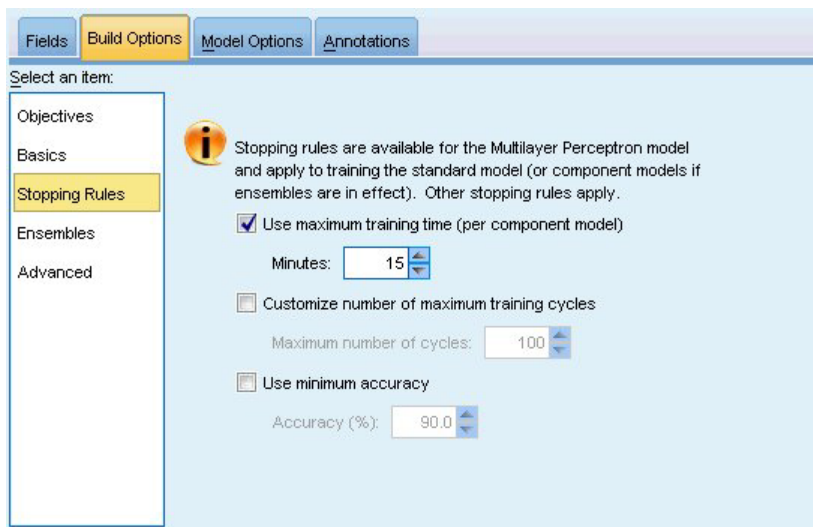 Fields
Build Options
Model Options
Annotations
Select an item:
Objectives
Basics
Stopping Rules
Ensembles
Advanced
Stopping rules are available for the Multilayer Perceptron model
and apply to training the standard model (or component models if
ensembles are in effect). Other stopping rules apply.
Use maximum training time (per component model)
Minutes: 15
Customize number of maximum training cycles
Maximum number of cycles: 100
Use minimum accuracy
Accuracy (%): 90.0